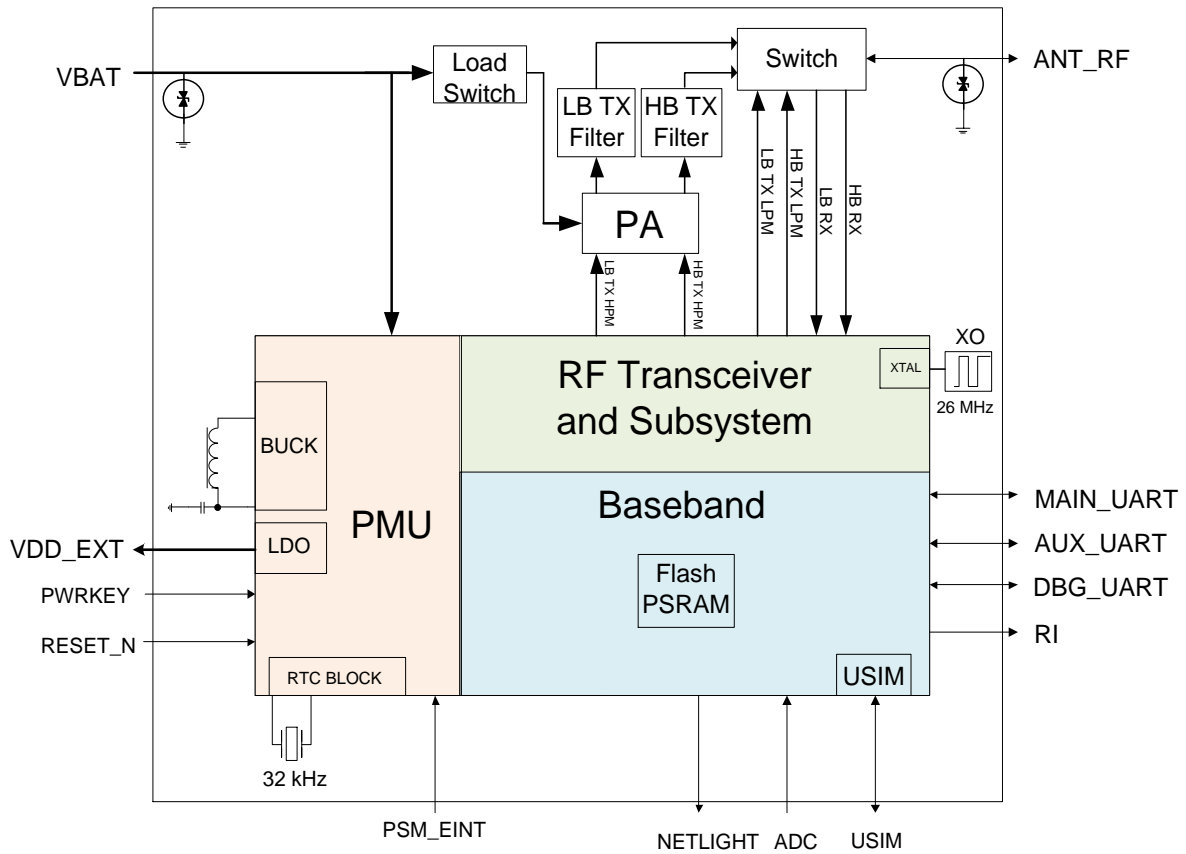 VBAT
Load
Switch
LB TX
Filter
HB TX
Filter
Switch
ANT_RF
LB TX LPM
HB TX LPM
LB RX
HB RX
PA
LB TX HPM
HB TX HPM
RF Transceiver
and Subsystem
XTAL
XO
26 MHz
BUCK
PMU
LDO
VDD_EXT
PWRKEY
RESET_N
RTC BLOCK
32 kHz
Baseband
Flash
PSRAM
USIM
MAIN_UART
AUX_UART
DBG_UART
RI
PSM_EINT
NETLIGHT
ADC
USIM